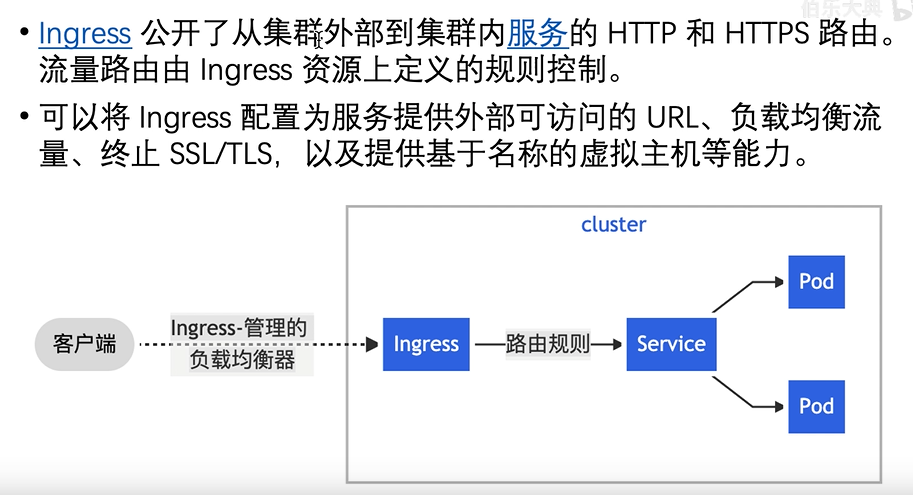 伯乐大典
• Ingress 公开了从集群外部到集群内服务的 HTTP 和 HTTPS 路由。
流量路由由 Ingress 资源上定义的规则控制。
• 可以将 Ingress 配置为服务提供外部可访问的 URL、负载均衡流
量、终止 SSL/TLS，以及提供基于名称的虚拟主机等能力。
cluster
Pod
客户端
Ingress-管理的
负载均衡器
Ingress
路由规则
Service
Pod